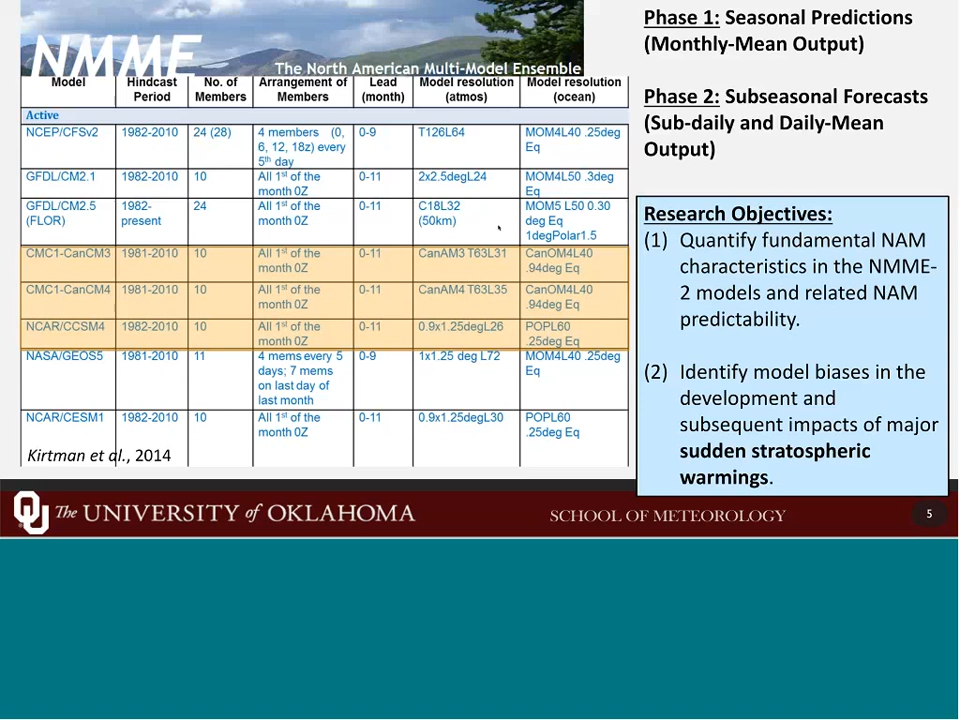 NMME
The North American Multi-Model Ensemble
Model Hindcast Period No. of Members Arrangement of Members Lead (month) Model resolution (atmos) Model resolution (ocean)
Active
NCEP/CFSv2 1982-2010 24 (28) 4 members (0, 6, 12, 18z) every 5th day 0-9 T126L64 MOM4L40 .25deg Eq
GFDL/CM2.1 1982-2010 10 All 1st of the month 0Z 0-11 2x2.5degL24 MOM4L50 .3deg Eq
GFDL/CM2.5 (FLOR) 1982-present 24 All 1st of the month 0Z 0-11 C18L32 (50km) MOM5 L50 0.30 deg Eq 1degPolar1.5
CMC1-CanCM3 1981-2010 10 All 1st of the month 0Z 0-11 CanAM3 T63L31 CanOM4L40 .94deg Eq
CMC1-CanCM4 1981-2010 10 All 1st of the month 0Z 0-11 CanAM4 T63L35 CanOM4L40 .94deg Eq
NCAR/CCSM4 1982-2010 10 All 1st of the month 0Z 0-11 0.9x1.25degL26 POPL60 .25deg Eq
NASA/GEOS5 1981-2010 11 4 mems every 5 days; 7 mems on last day of last month 0-9 1x1.25 deg L72 MOM4L40 .25deg Eq
NCAR/CESM1 1982-2010 10 All 1st of the month 0Z 0-11 0.9x1.25degL30 POPL60 .25deg Eq
Kirtman et al., 2014
Phase 1: Seasonal Predictions
(Monthly-Mean Output)
Phase 2: Subseasonal Forecasts
(Sub-daily and Daily-Mean
Output)
Research Objectives:
(1) Quantify fundamental NAM
characteristics in the NMME-
2 models and related NAM
predictability.
(2) Identify model biases in the
development and
subsequent impacts of major
sudden stratospheric
warmings.
The UNIVERSITY of OKLAHOMA
SCHOOL OF METEOROLOGY
5